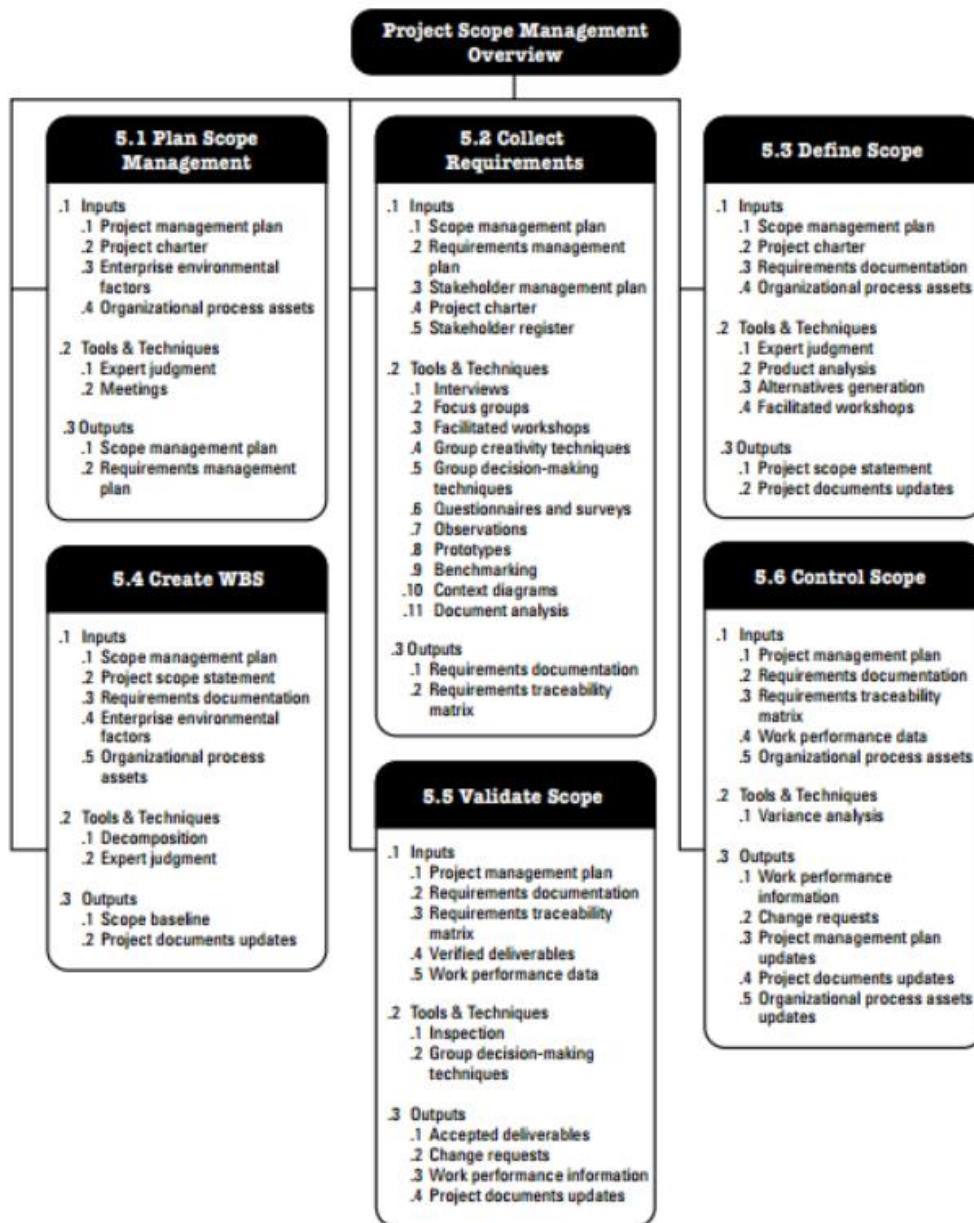 Project Scope Management
Overview
5.1 Plan Scope
Management
.1 Inputs
.1 Project management plan
.2 Project charter
.3 Enterprise environmental
factors
.4 Organizational process assets
.2 Tools & Techniques
.1 Expert judgment
.2 Meetings
.3 Outputs
.1 Scope management plan
.2 Requirements management
plan
5.2 Collect
Requirements
.1 Inputs
.1 Scope management plan
.2 Requirements management
plan
.3 Stakeholder management plan
.4 Project charter
.5 Stakeholder register
.2 Tools & Techniques
.1 Interviews
.2 Focus groups
.3 Facilitated workshops
.4 Group creativity techniques
.5 Group decision-making
techniques
.6 Questionnaires and surveys
.7 Observations
.8 Prototypes
.9 Benchmarking
.10 Context diagrams
.11 Document analysis
.3 Outputs
.1 Requirements documentation
.2 Requirements traceability
matrix
5.3 Define Scope
.1 Inputs
.1 Scope management plan
.2 Project charter
.3 Requirements documentation
.4 Organizational process assets
.2 Tools & Techniques
.1 Expert judgment
.2 Product analysis
.3 Alternatives generation
.4 Facilitated workshops
.3 Outputs
.1 Project scope statement
.2 Project documents updates
5.4 Create WBS
.1 Inputs
.1 Scope management plan
.2 Project scope statement
.3 Requirements documentation
.4 Enterprise environmental
factors
.5 Organizational process
assets
.2 Tools & Techniques
.1 Decomposition
.2 Expert judgment
.3 Outputs
.1 Scope baseline
.2 Project documents updates
5.5 Validate Scope
.1 Inputs
.1 Project management plan
.2 Requirements documentation
.3 Requirements traceability
matrix
.4 Verified deliverables
.5 Work performance data
.2 Tools & Techniques
.1 Inspection
.2 Group decision-making
techniques
.3 Outputs
.1 Accepted deliverables
.2 Change requests
.3 Work performance information
.4 Project documents updates
5.6 Control Scope
.1 Inputs
.1 Project management plan
.2 Requirements documentation
.3 Requirements traceability
matrix
.4 Work performance data
.5 Organizational process assets
.2 Tools & Techniques
.1 Variance analysis
.3 Outputs
.1 Work performance
information
.2 Change requests
.3 Project management plan
updates
.4 Project documents updates
.5 Organizational process assets
updates